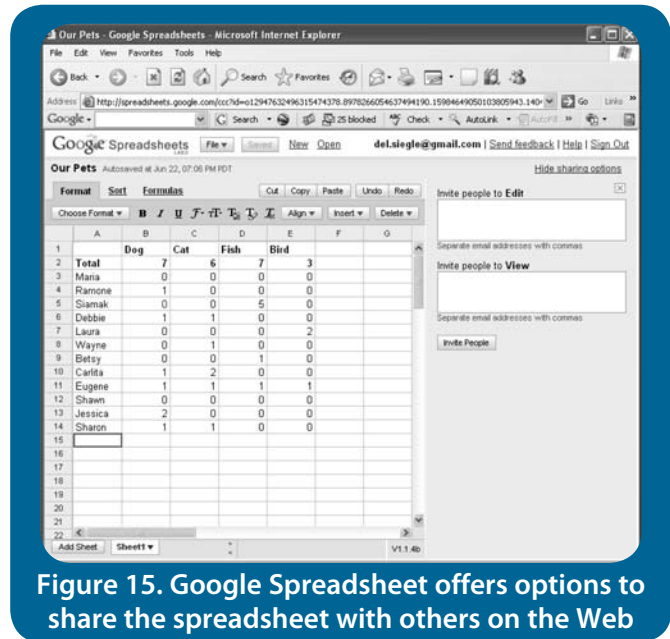 Our Pets - Google Spreadsheets - Microsoft Internet Explorer
File Edit View Favorites Tools Help
Back Search Favorites
Address http://spreadsheets.google.com/ Go Links
Google Search 25 blocked Check AutoLink AutoFill
Google Spreadsheets LABS File Saved New Open del.siegle@gmail.com | Send feedback | Help | Sign Out
Our Pets Autosaved at Jun 22, 07:06 PM PDT Hide sharing options
Format Sort Formulas Cut Copy Paste Undo Redo
Choose Format B I U Align Insert Delete
A B C D E F G
1 Dog Cat Fish Bird
2 Total 7 6 7 3
3 Maria 0 0 0 0
4 Ramone 1 0 0 0
5 Siamak 0 0 5 0
6 Debbie 1 1 0 0
7 Laura 0 0 0 2
8 Wayne 0 1 0 0
9 Betsy 0 0 1 0
10 Carlita 1 2 0 0
11 Eugene 1 1 1 1
12 Shawn 0 0 0 0
13 Jessica 2 0 0 0
14 Sharon 1 1 0 0
15
16
17
18
19
20
21
22
Invite people to Edit
Separate email addresses with commas
Invite people to View
Separate email addresses with commas
Invite People
Add Sheet Sheet1 V1.1.4b
Figure 15. Google Spreadsheet offers options to
share the spreadsheet with others on the Web